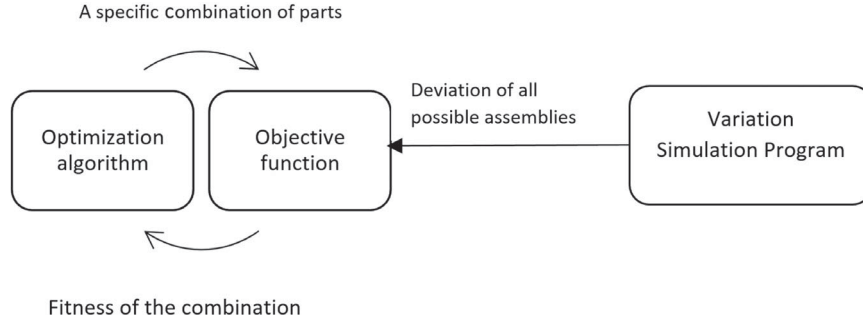 A specific combination of parts
Optimization
algorithm
Objective
function
Deviation of all
possible assemblies
Variation
Simulation Program
Fitness of the combination